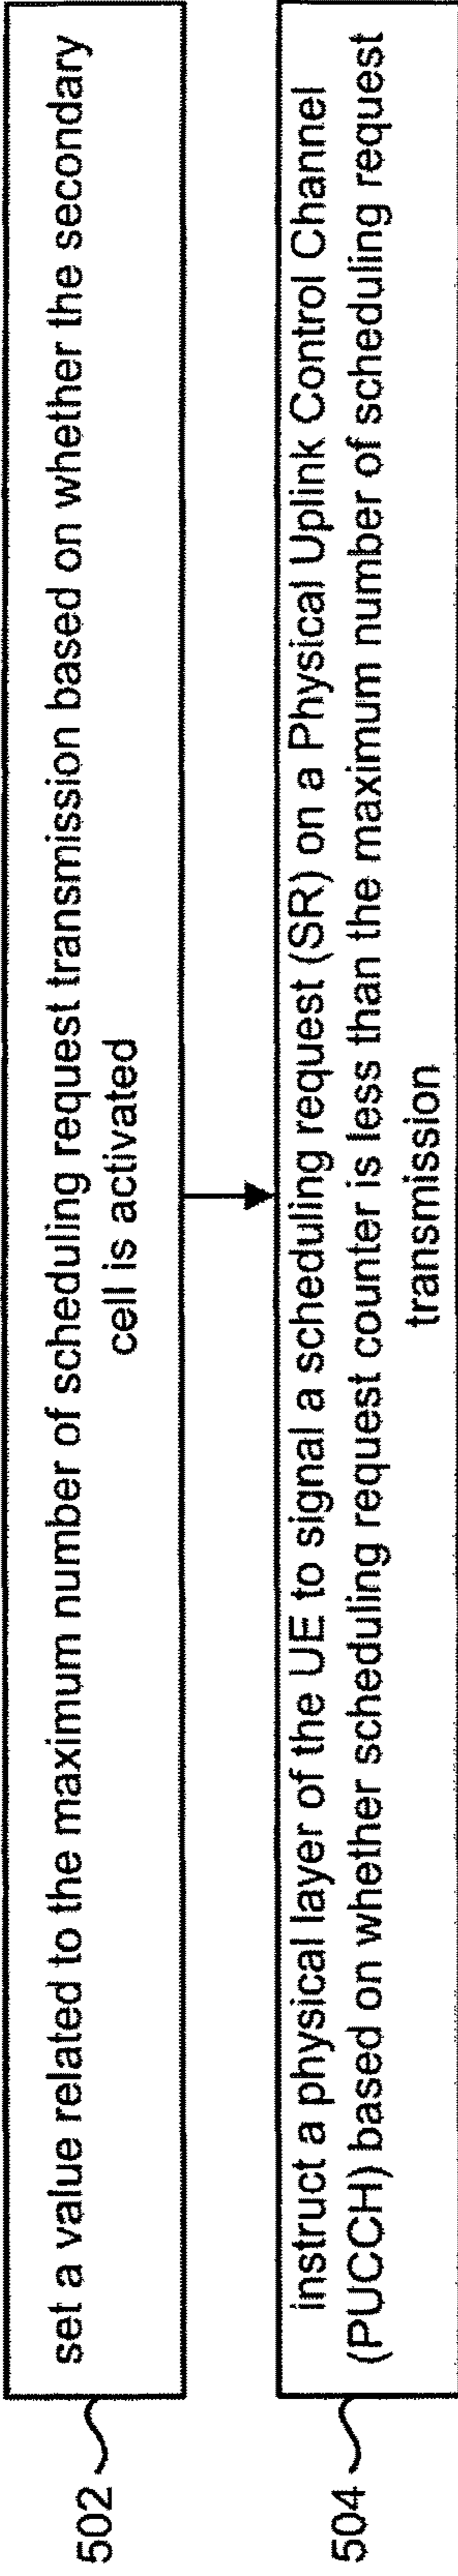 502
set a value related to the maximum number of scheduling request transmission based on whether the secondary
cell is activated
504
instruct a physical layer of the UE to signal a scheduling request (SR) on a Physical Uplink Control Channel
(PUCCH) based on whether scheduling request counter is less than the maximum number of scheduling request
transmission